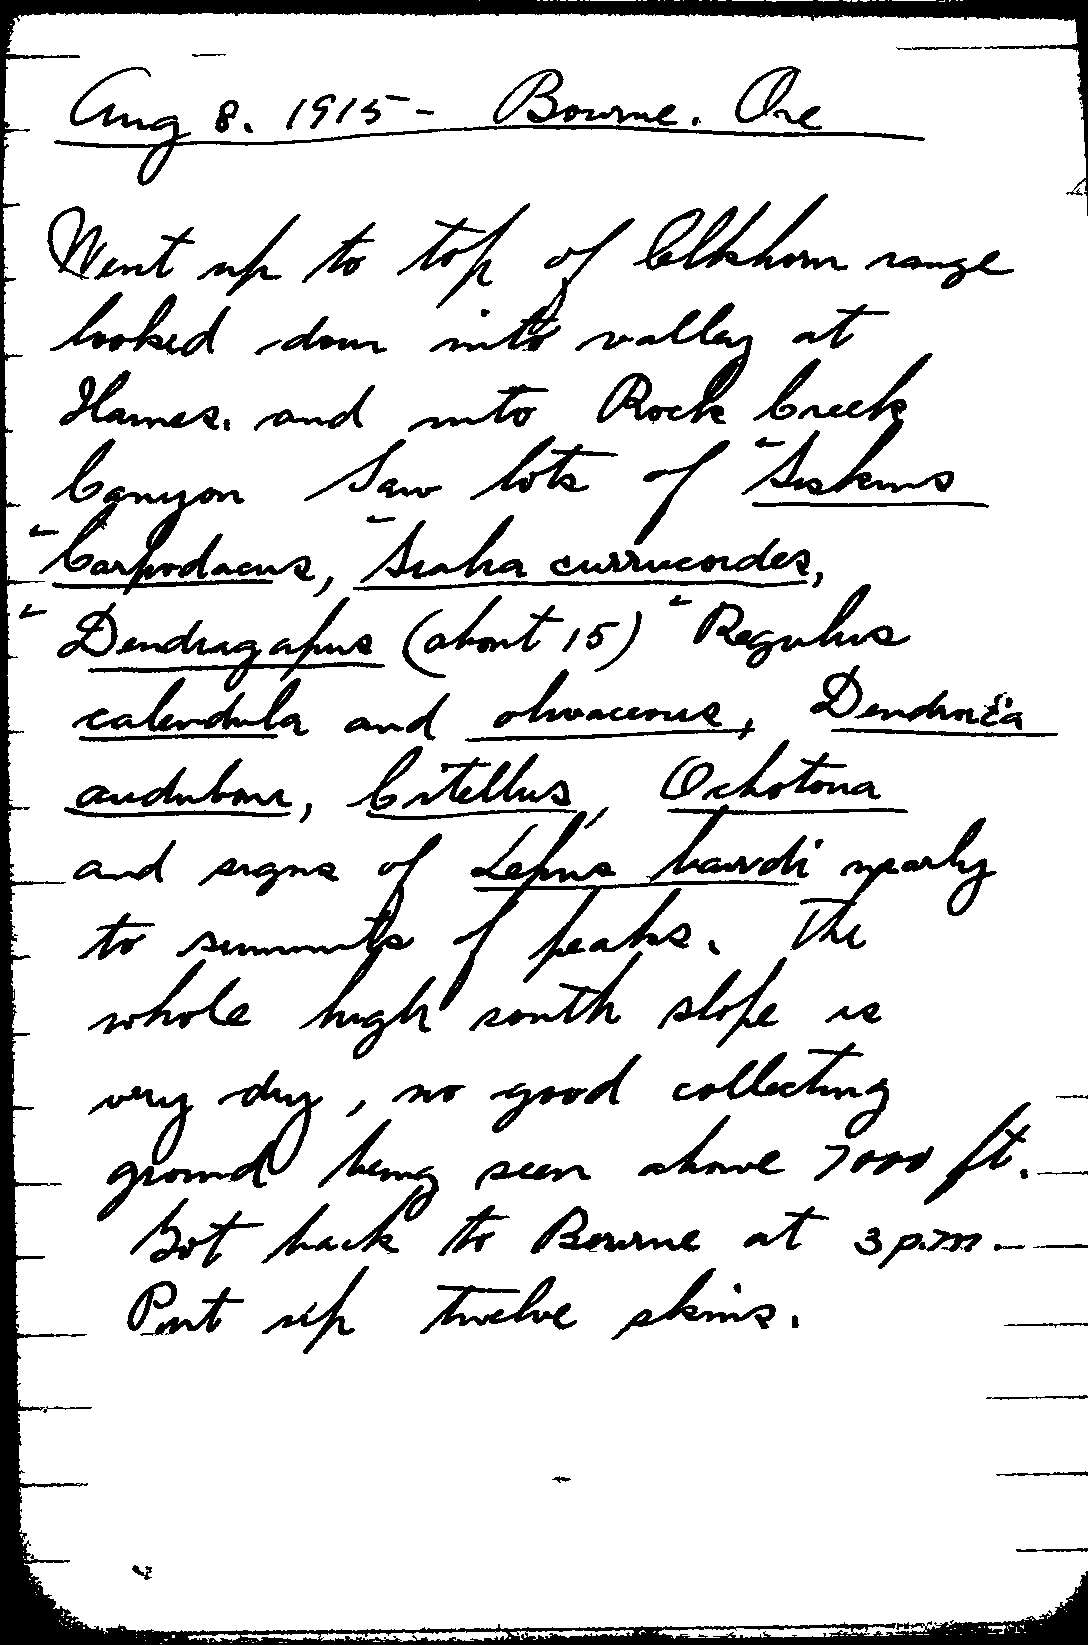 Aug 8. 1915 - Bourne. Ore
Went up to top of Elkhorn range
looked down into valley at
Haines. and into Rock Creek
Canyon Saw lots of Siskins
Carpodacus, Sialia currucoides,
Dendragapus (about 15) Regulus
calendula and olivaceous, Dendroica
auduboni, Citellus, Ochotona
and signs of Lepus bairdi nearly
to summits of peaks. The
whole high south slope is
very dry, no good collecting
ground being seen above 7000 ft.
Got back to Bourne at 3 p.m.
Put up twelve skins.